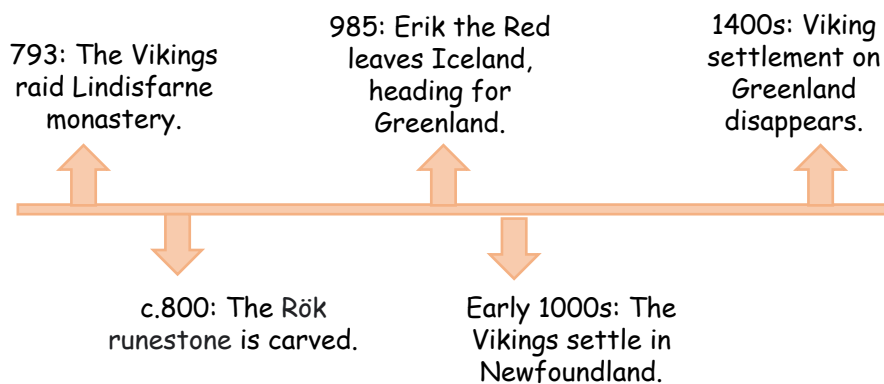 793: The Vikings
raid Lindisfarne
monastery.
985: Erik the Red
leaves Iceland,
heading for
Greenland.
1400s: Viking
settlement on
Greenland
disappears.
c.800: The Rök
runestone is carved.
Early 1000s: The
Vikings settle in
Newfoundland.